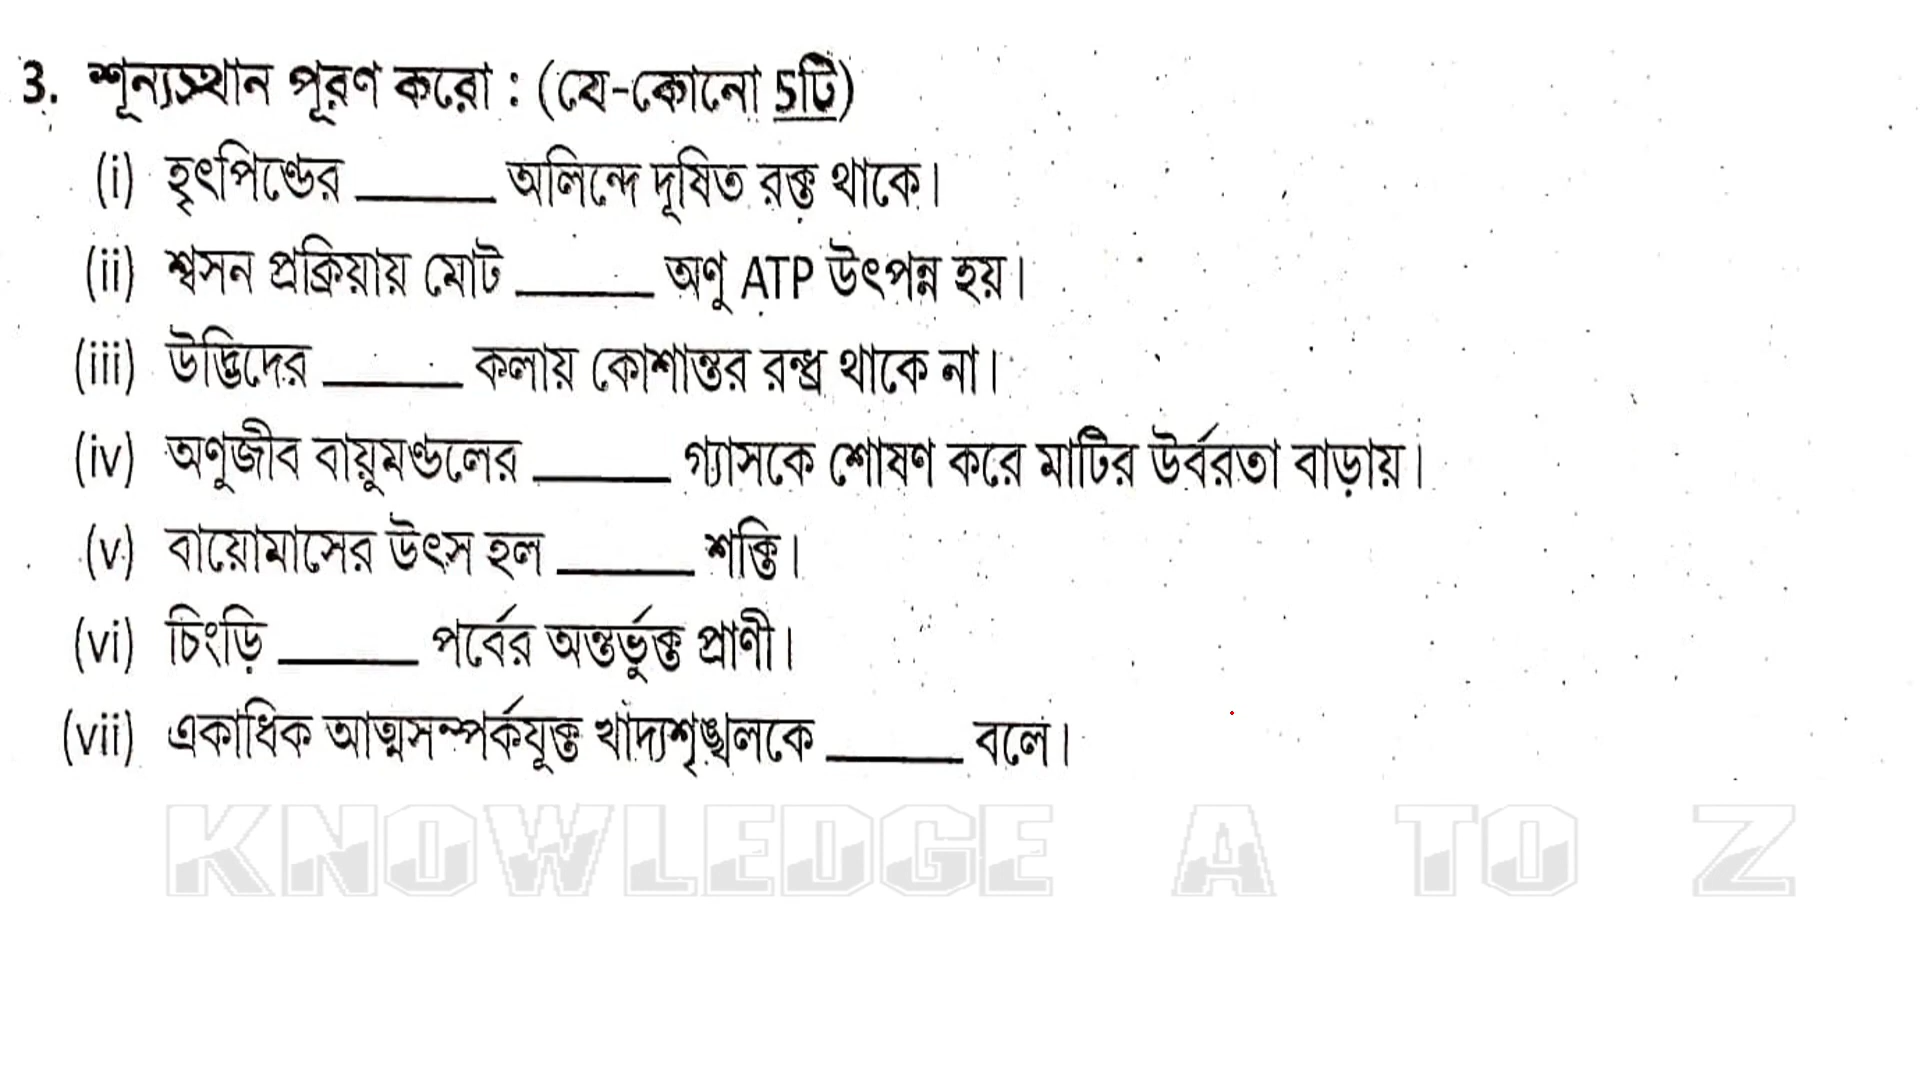 3. শূন্যস্থান পূরণ করো : (যে-কোনো 5টি)
(i) হৃৎপিণ্ডের ______ অলিন্দে দূষিত রক্ত থাকে।
(ii) শ্বসন প্রক্রিয়ায় মোট ______ অণু ATP উৎপন্ন হয়।
(iii) উদ্ভিদের ______ কলায় কোশান্তর রন্ধ্র থাকে না।
(iv) অণুজীব বায়ুমণ্ডলের ______ গ্যাসকে শোষণ করে মাটির উর্বরতা বাড়ায়।
(v) বায়োমাসের উৎস হল ______ শক্তি।
(vi) চিংড়ি ______ পর্বের অন্তর্ভুক্ত প্রাণী।
(vii) একাধিক আত্মসম্পর্কযুক্ত খাদ্যশৃঙ্খলকে ______ বলে।
KNOWLEDGE A TO Z